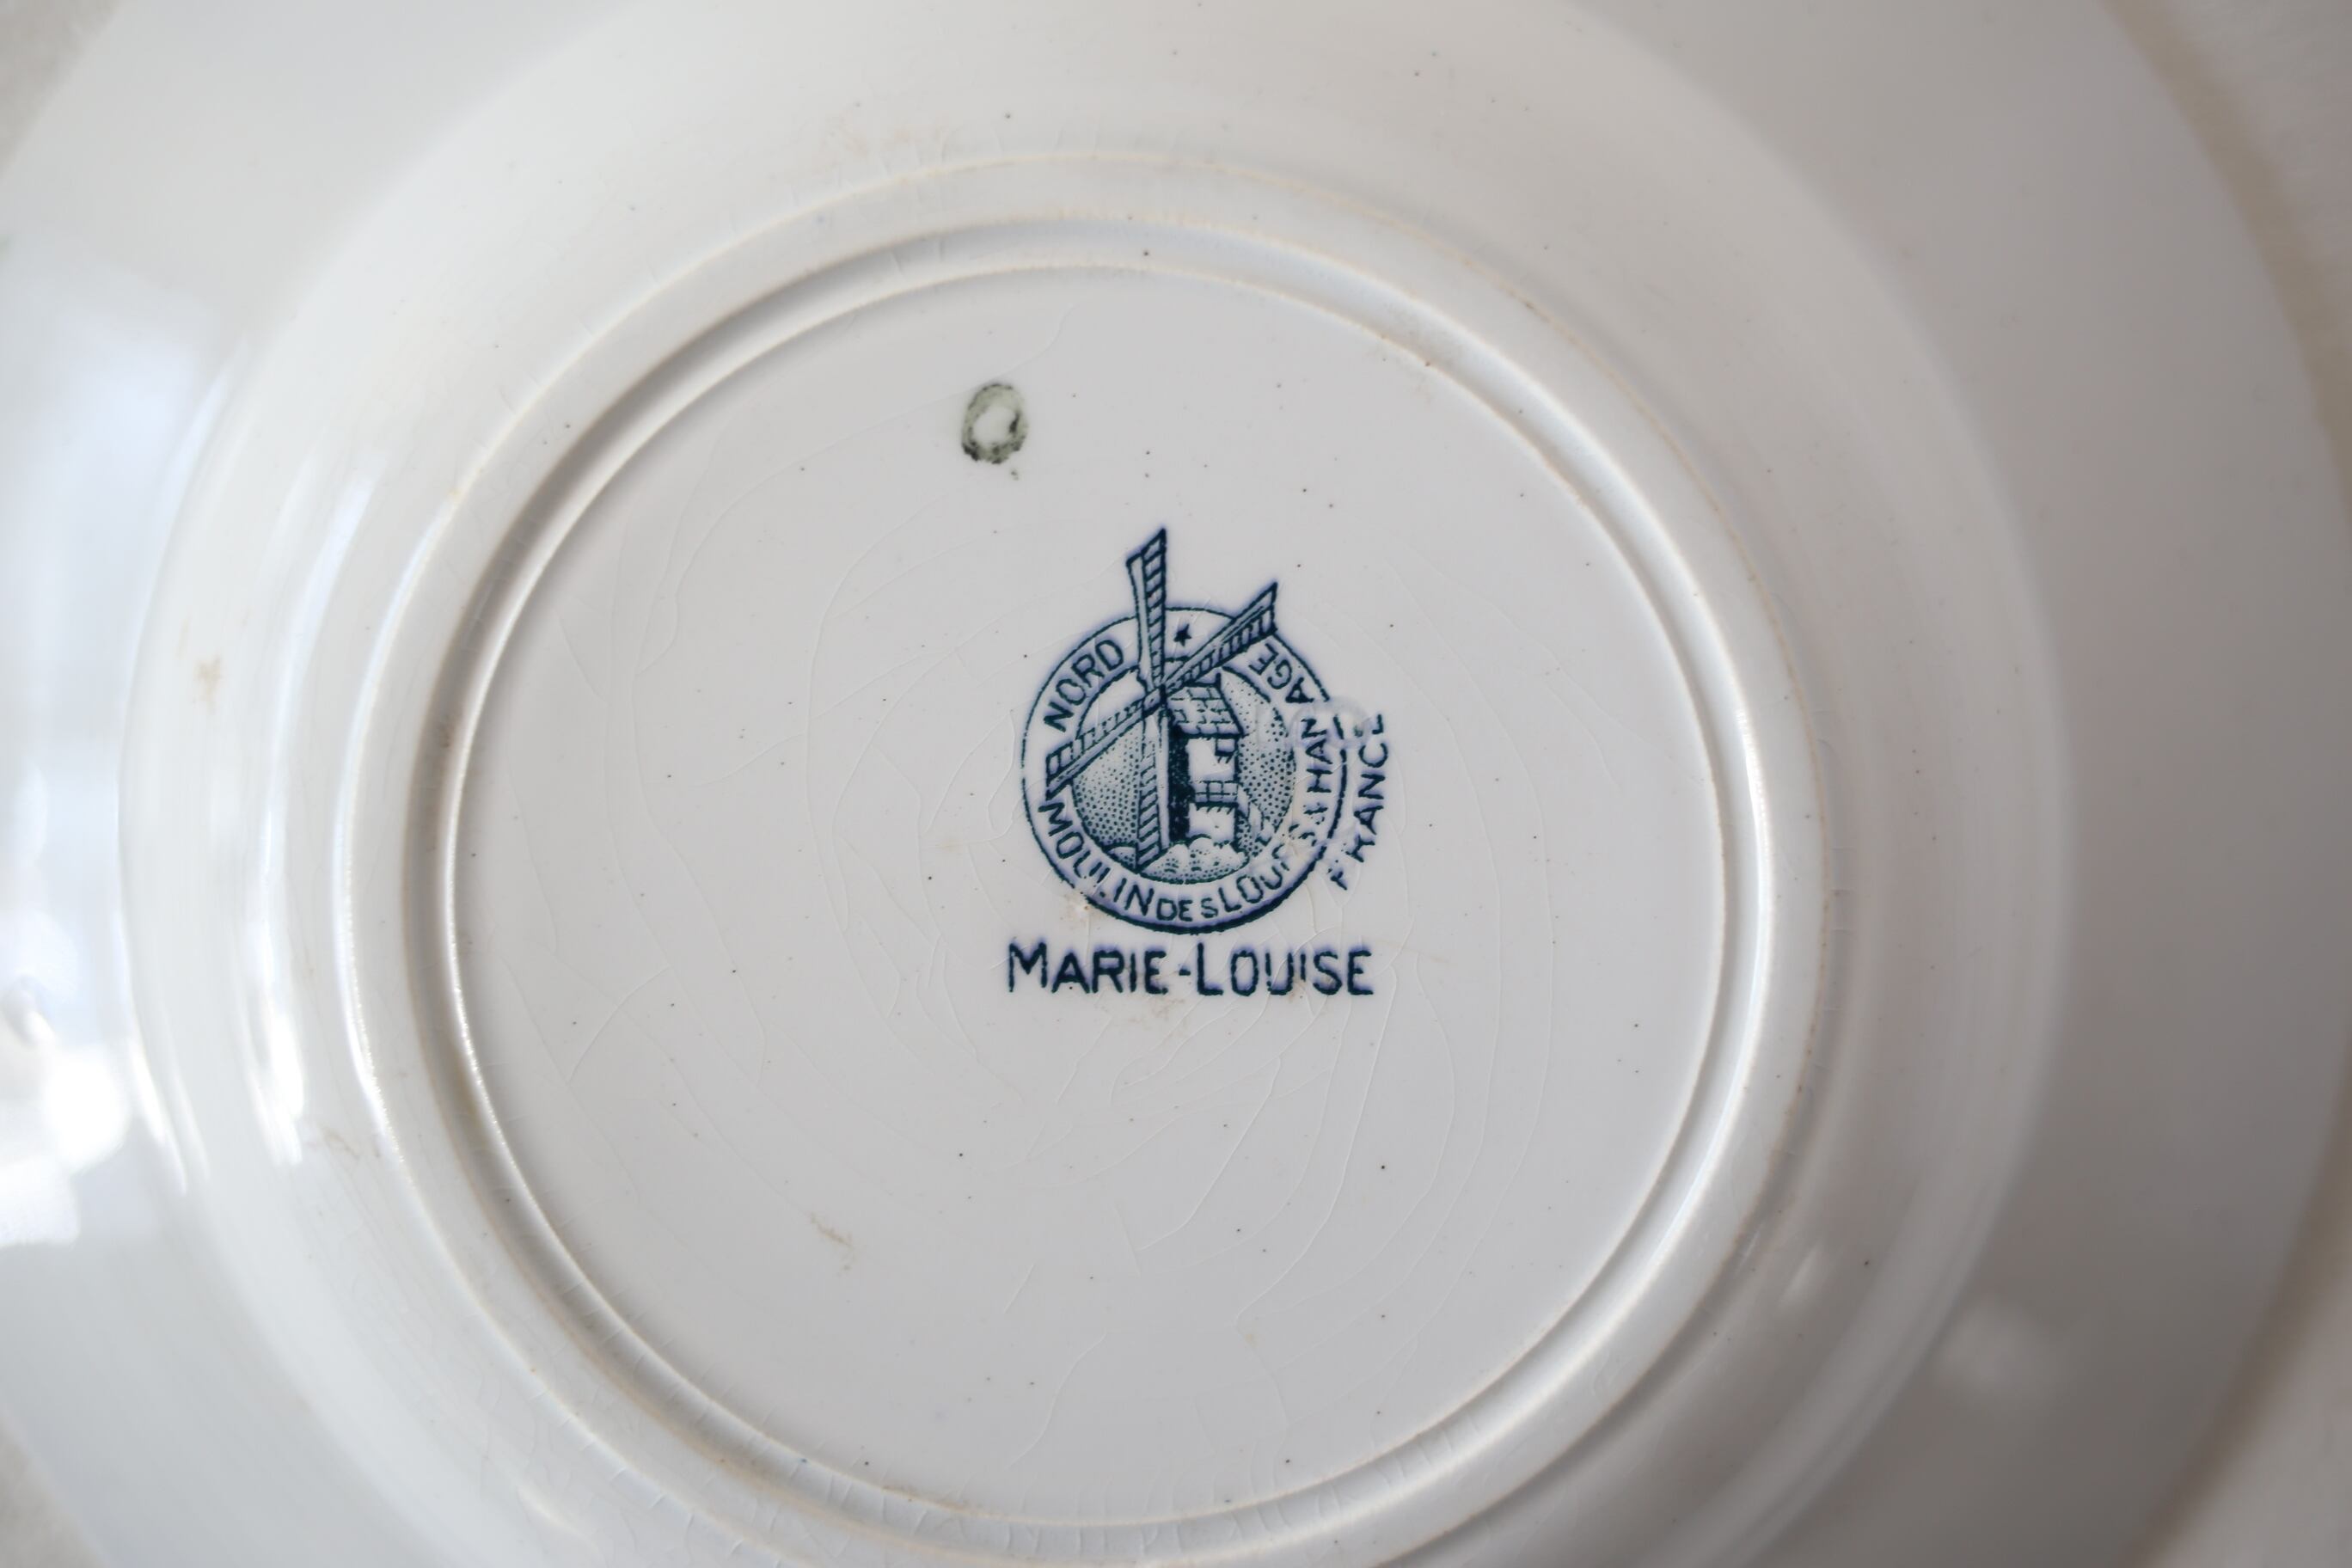 O
NORD
MOULIN DES LOUPS & HAMAGE
FRANCE
MARIE-LOUISE